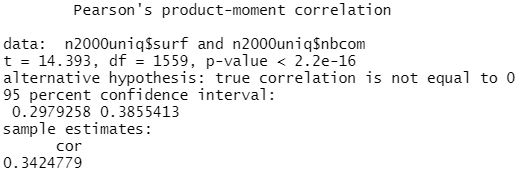 Pearson's product-moment correlation
data:  n2000uniq$surf and n2000uniq$nbcom
t = 14.393, df = 1559, p-value < 2.2e-16
alternative hypothesis: true correlation is not equal to 0
95 percent confidence interval:
0.2979258 0.3855413
sample estimates:
cor
0.3424779